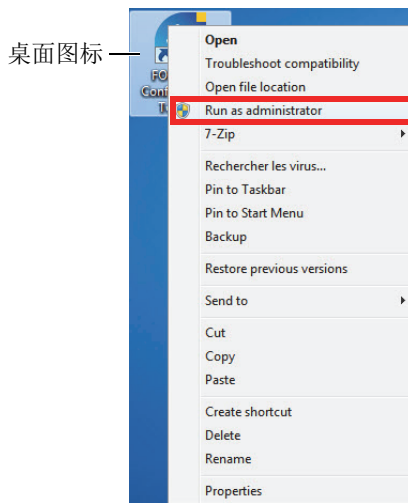 桌面图标
FO
Conf
T
Open
Troubleshoot compatibility
Open file location
Run as administrator
7-Zip
Rechercher les virus...
Pin to Taskbar
Pin to Start Menu
Backup
Restore previous versions
Send to
Cut
Copy
Paste
Create shortcut
Delete
Rename
Properties